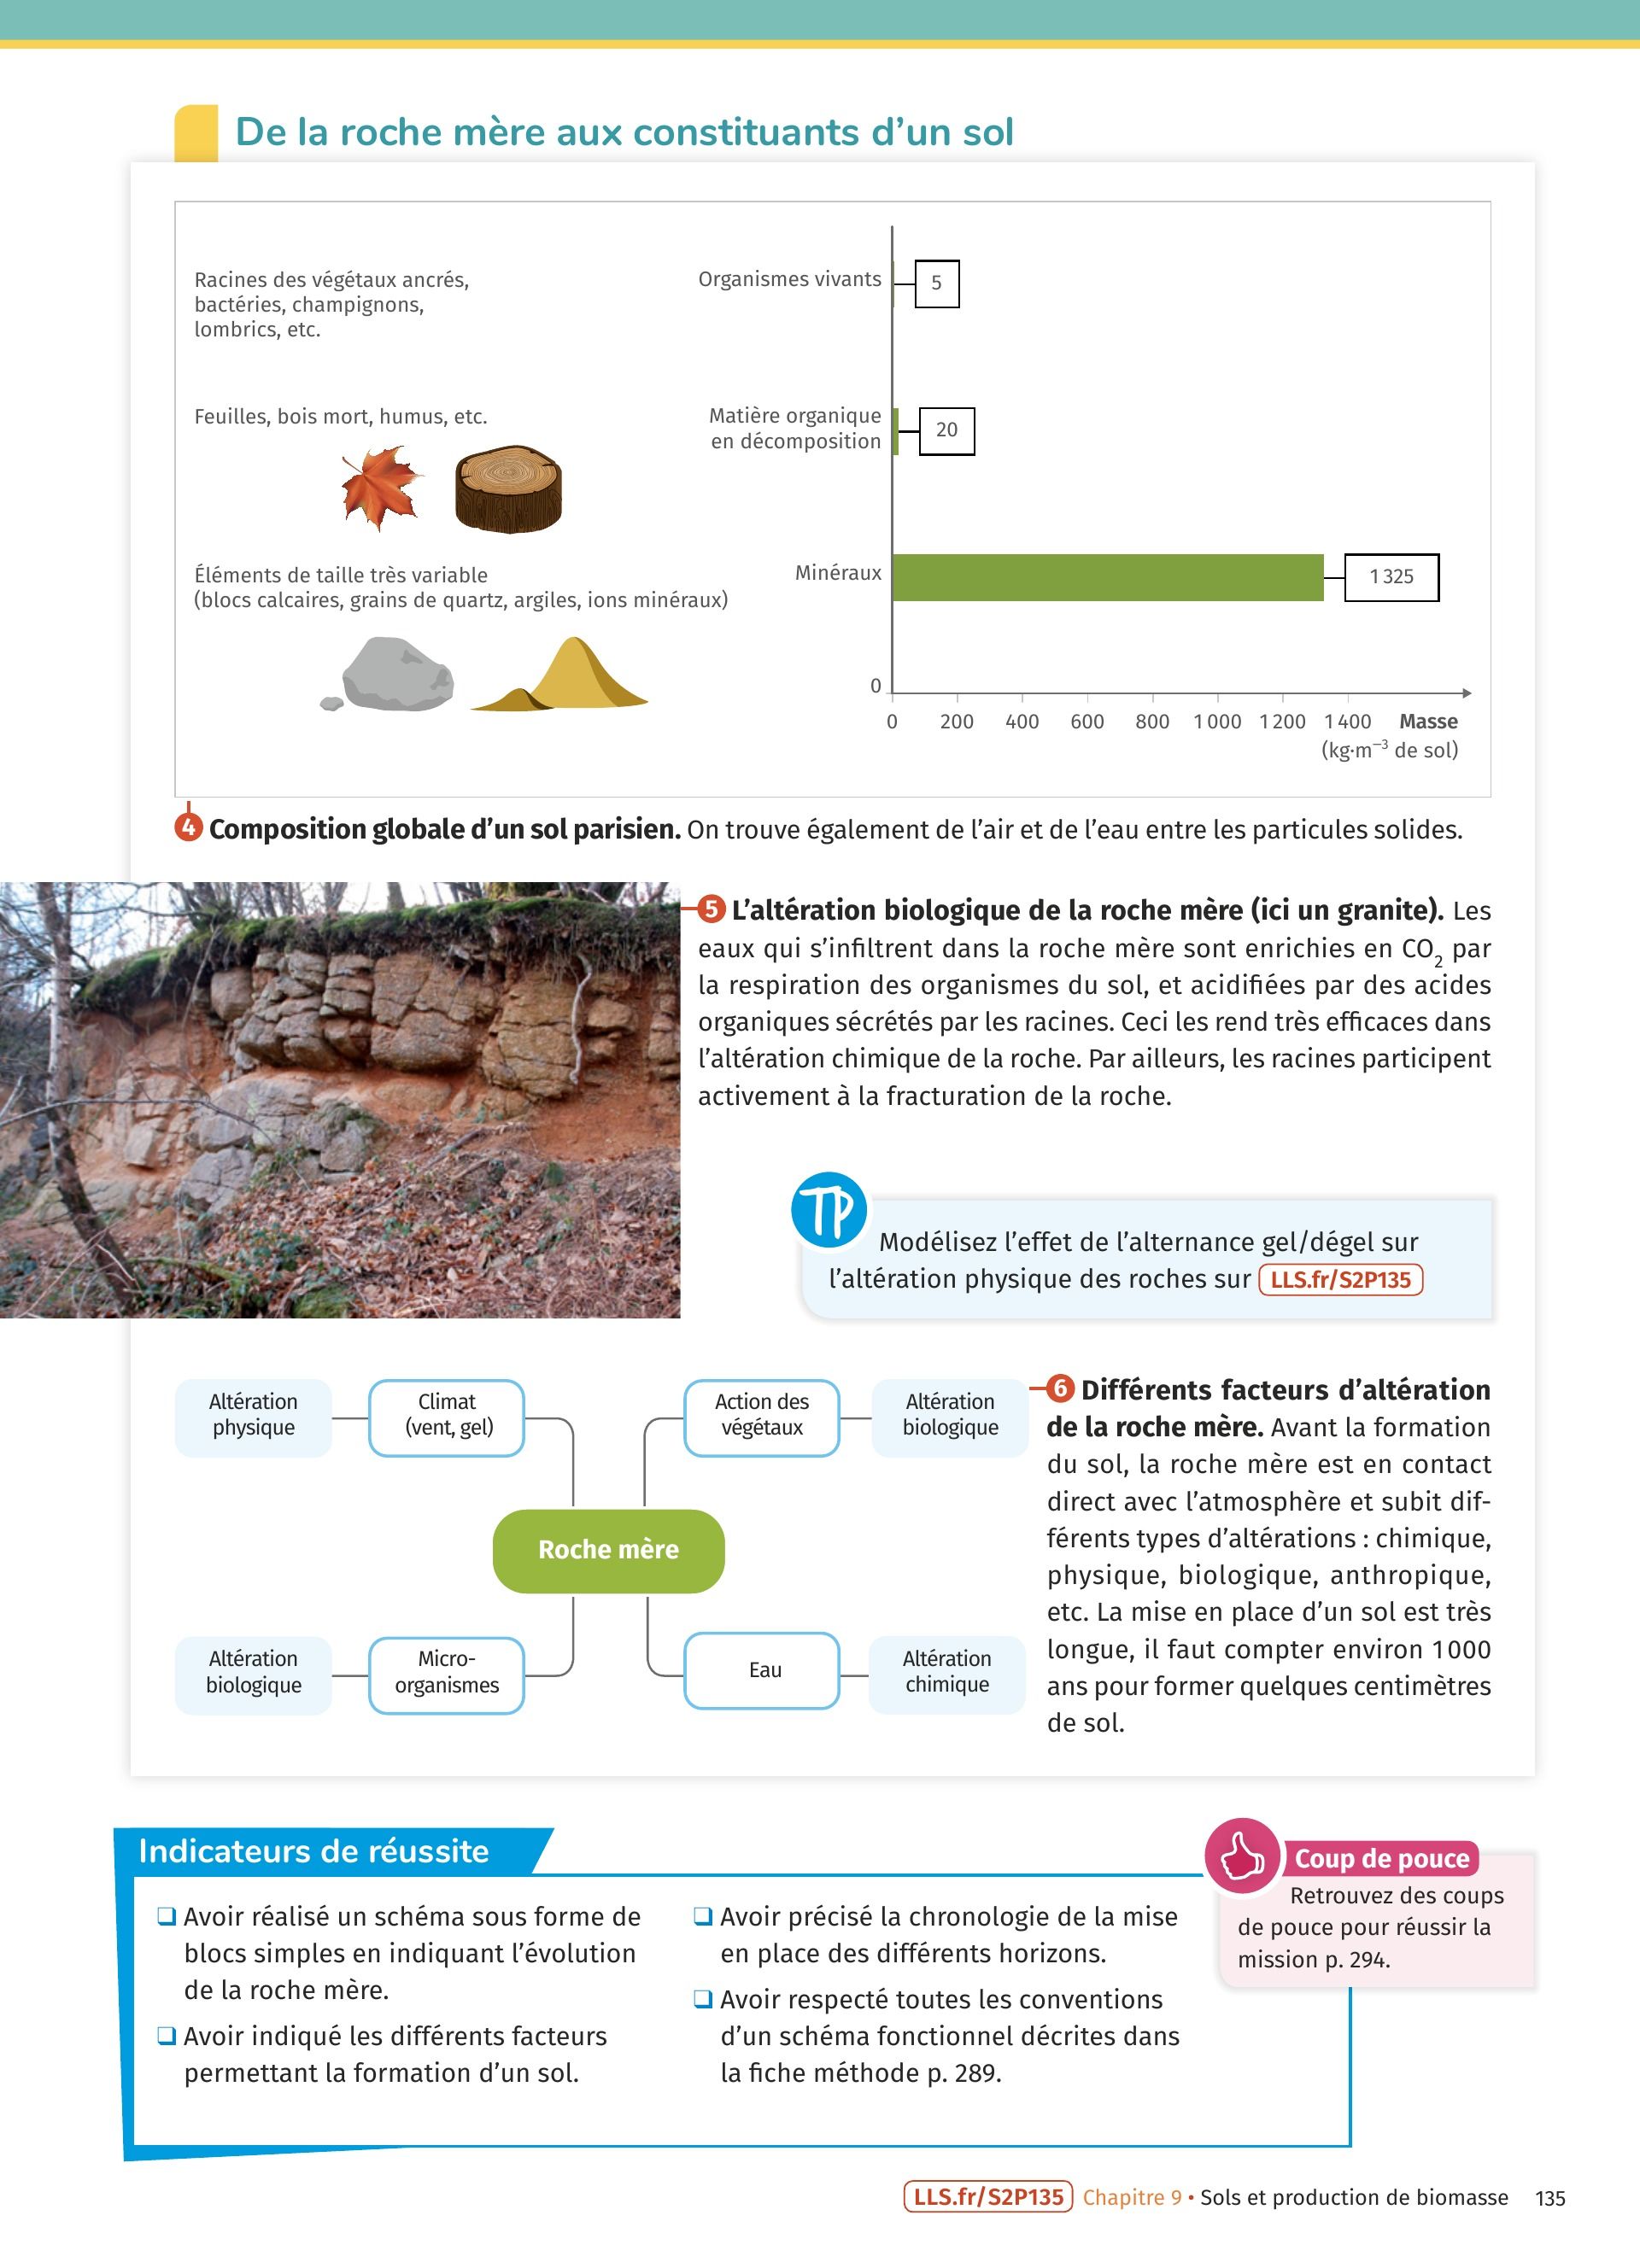 De la roche mère aux constituants d’un sol
Racines des végétaux ancrés,
bactéries, champignons,
lombrics, etc.
Organismes vivants
5
Feuilles, bois mort, humus, etc.
Matière organique
en décomposition
20
Éléments de taille très variable
(blocs calcaires, grains de quartz, argiles, ions minéraux)
Minéraux
1 325
0
0 200 400 600 800 1 000 1 200 1 400 Masse
(kg·m⁻³ de sol)
4 Composition globale d’un sol parisien. On trouve également de l’air et de l’eau entre les particules solides.
5 L’altération biologique de la roche mère (ici un granite). Les
eaux qui s’infiltrent dans la roche mère sont enrichies en CO₂ par
la respiration des organismes du sol, et acidifiées par des acides
organiques sécrétés par les racines. Ceci les rend très efficaces dans
l’altération chimique de la roche. Par ailleurs, les racines participent
activement à la fracturation de la roche.
TP
Modélisez l’effet de l’alternance gel/dégel sur
l’altération physique des roches sur LLS.fr/S2P135
Altération
physique
Climat
(vent, gel)
Action des
végétaux
Altération
biologique
Roche mère
Altération
biologique
Micro-
organismes
Eau
Altération
chimique
6 Différents facteurs d’altération
de la roche mère. Avant la formation
du sol, la roche mère est en contact
direct avec l’atmosphère et subit dif-
férents types d’altérations : chimique,
physique, biologique, anthropique,
etc. La mise en place d’un sol est très
longue, il faut compter environ 1 000
ans pour former quelques centimètres
de sol.
Indicateurs de réussite
❑ Avoir réalisé un schéma sous forme de
blocs simples en indiquant l’évolution
de la roche mère.
❑ Avoir indiqué les différents facteurs
permettant la formation d’un sol.
❑ Avoir précisé la chronologie de la mise
en place des différents horizons.
❑ Avoir respecté toutes les conventions
d’un schéma fonctionnel décrites dans
la fiche méthode p. 289.
Coup de pouce
Retrouvez des coups
de pouce pour réussir la
mission p. 294.
LLS.fr/S2P135 Chapitre 9 • Sols et production de biomasse 135